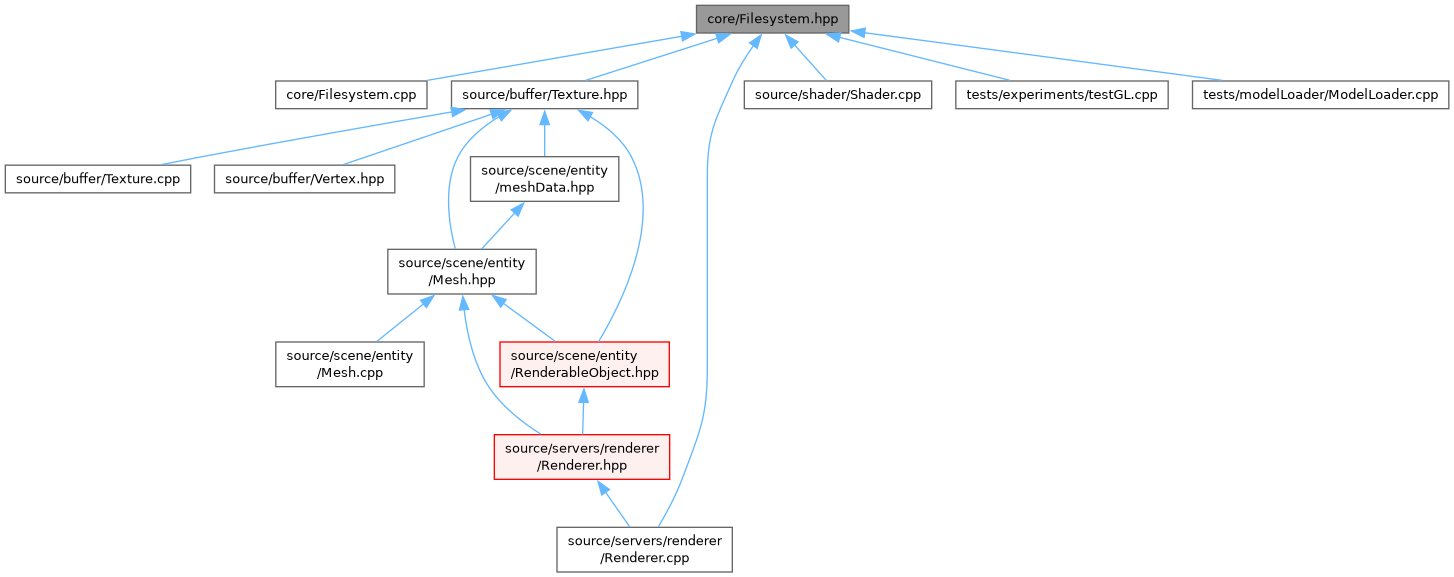 core/Filesystem.hpp
core/Filesystem.cpp
source/buffer/Texture.hpp
source/shader/Shader.cpp
tests/experiments/testGL.cpp
tests/modelLoader/ModelLoader.cpp
source/buffer/Texture.cpp
source/buffer/Vertex.hpp
source/scene/entity
/meshData.hpp
source/scene/entity
/Mesh.hpp
source/scene/entity
/Mesh.cpp
source/scene/entity
/RenderableObject.hpp
source/servers/renderer
/Renderer.hpp
source/servers/renderer
/Renderer.cpp